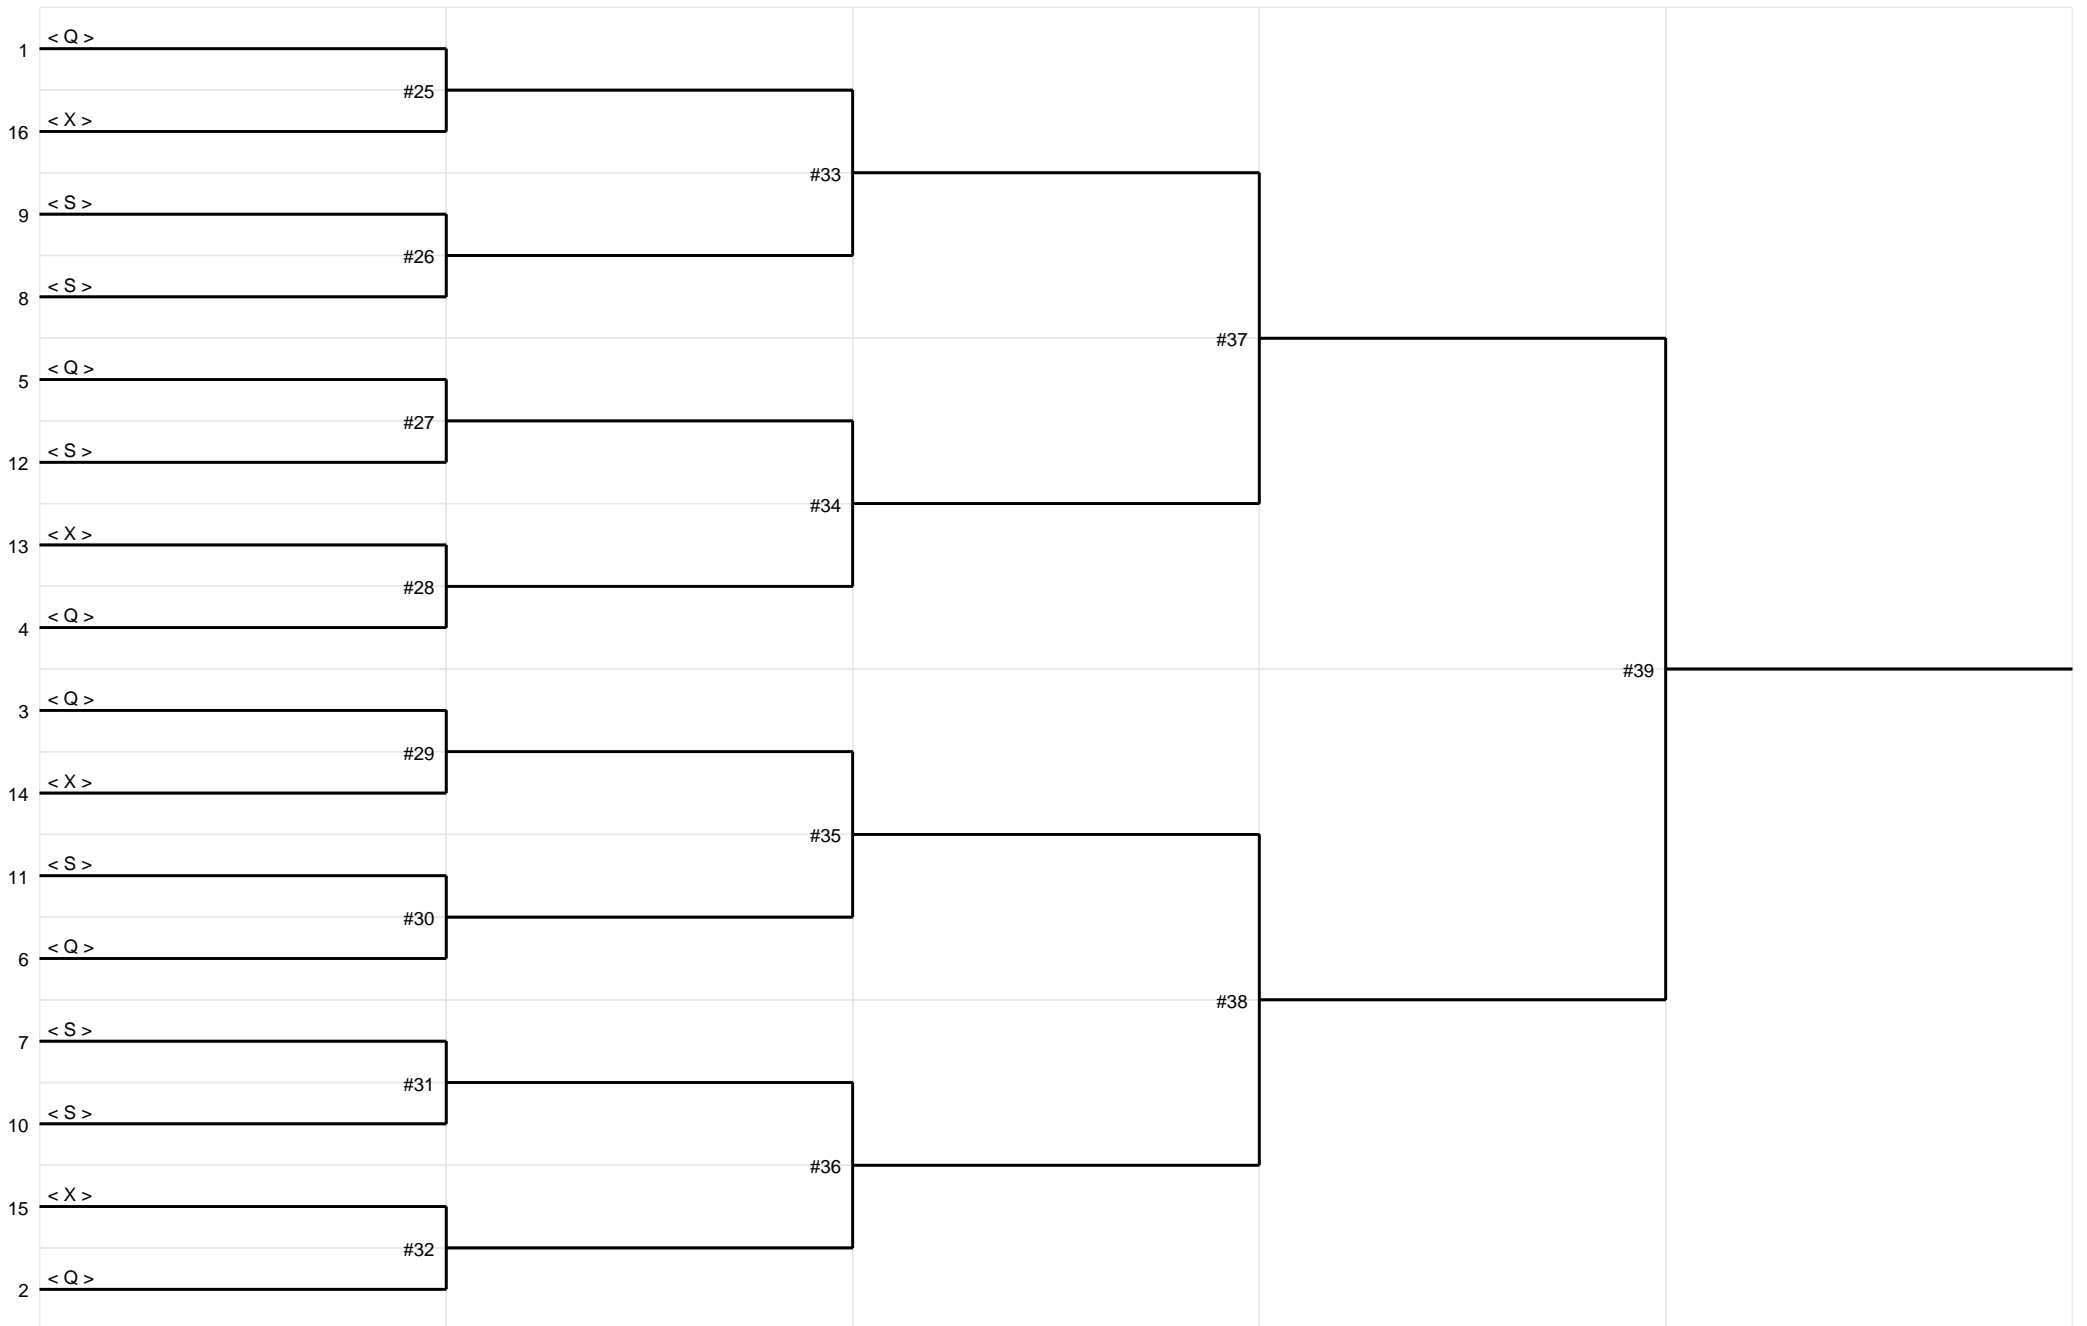 < Q >
1
#25
< X >
16
#33
< S >
9
#26
< S >
8
#37
< Q >
5
#27
< S >
12
#34
< X >
13
#28
< Q >
4
#39
< Q >
3
#29
< X >
14
#35
< S >
11
#30
< Q >
6
#38
< S >
7
#31
< S >
10
#36
< X >
15
#32
< Q >
2